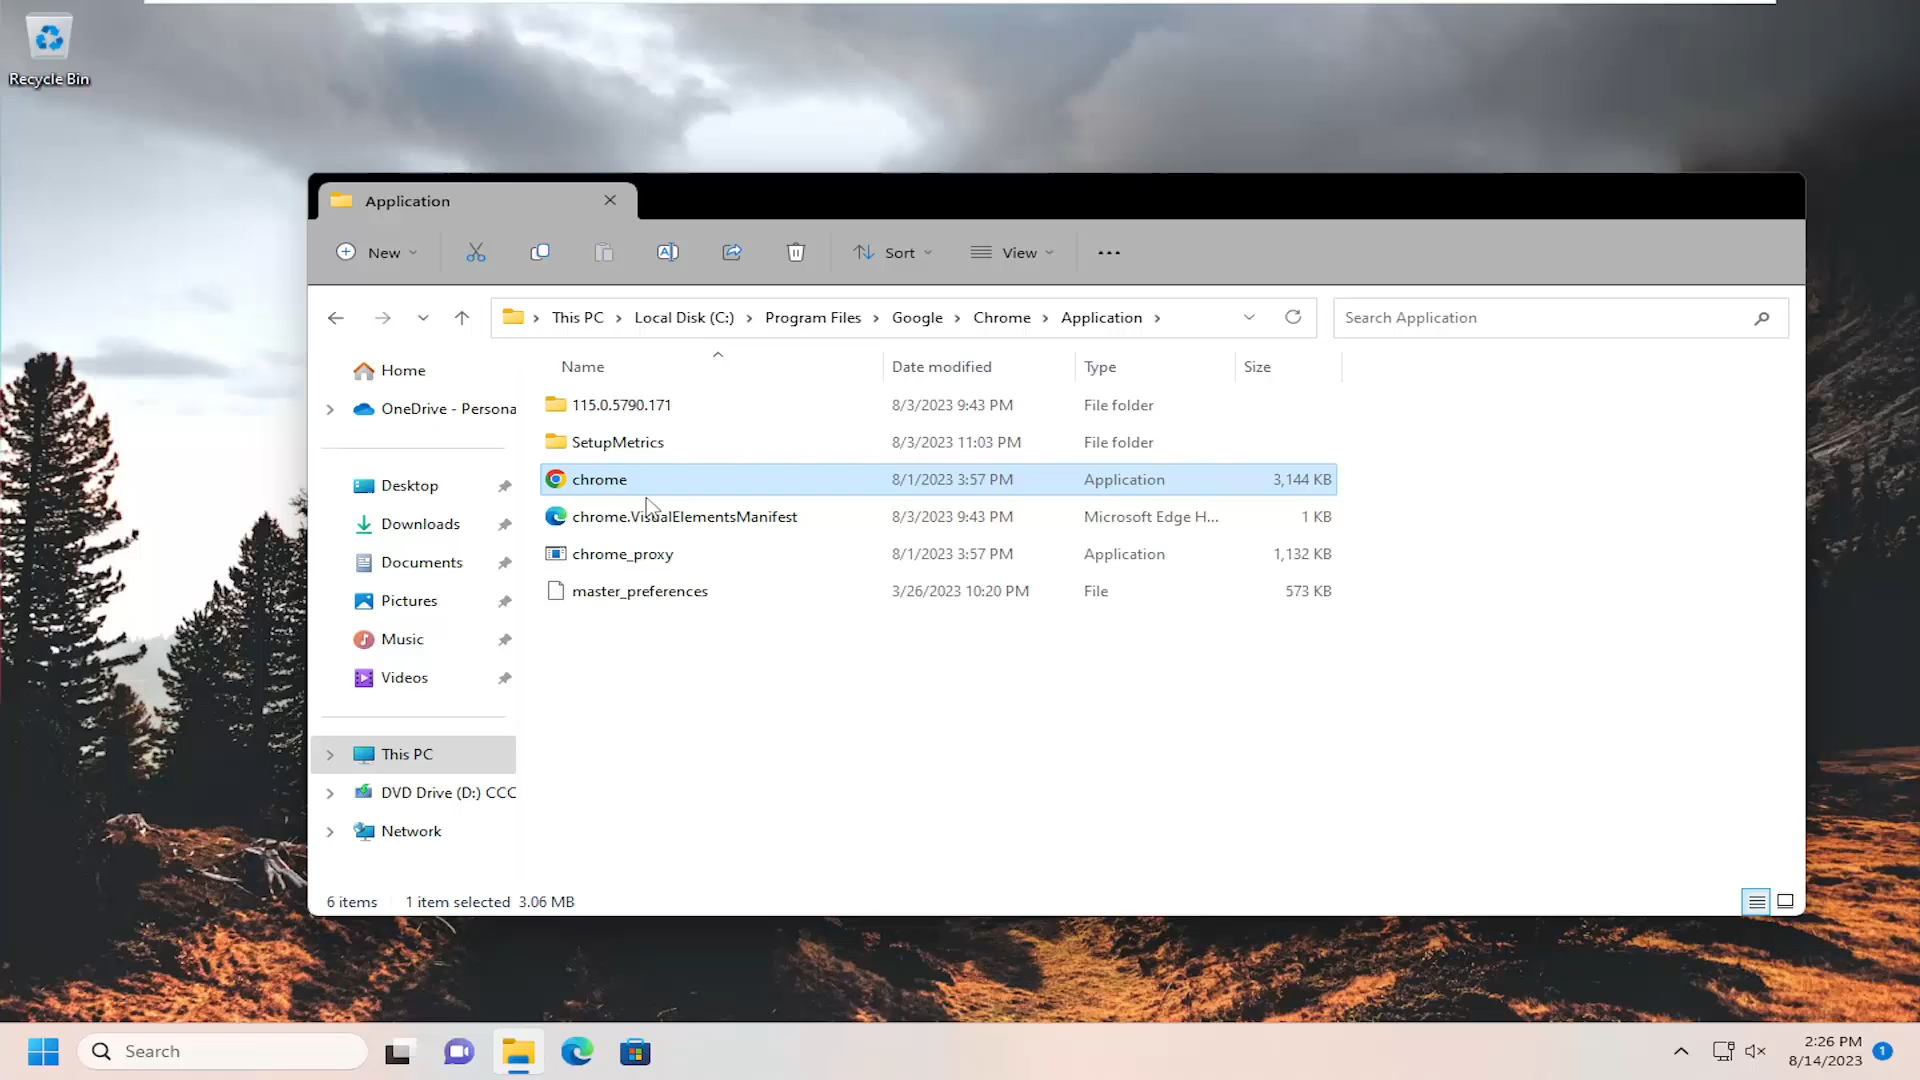 Recycle Bin
Application
New
Sort
View
This PC
Local Disk (C:)
Program Files
Google
Chrome
Application
Search Application
Home
OneDrive - Persona
Desktop
Downloads
Documents
Pictures
Music
Videos
This PC
DVD Drive (D:) CCC
Network
Name Date modified Type Size
115.0.5790.171 8/3/2023 9:43 PM File folder
SetupMetrics 8/3/2023 11:03 PM File folder
chrome 8/1/2023 3:57 PM Application 3,144 KB
chrome.VisualElementsManifest 8/3/2023 9:43 PM Microsoft Edge H... 1 KB
chrome_proxy 8/1/2023 3:57 PM Application 1,132 KB
master_preferences 3/26/2023 10:20 PM File 573 KB
6 items 1 item selected 3.06 MB
Search
2:26 PM
8/14/2023
1